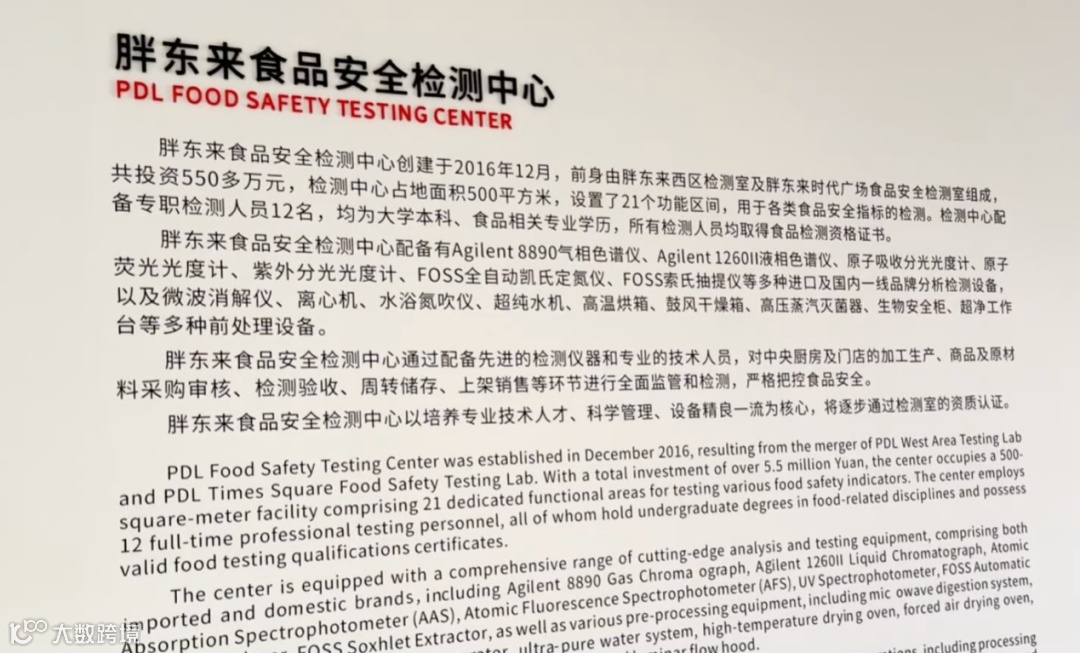 胖东来食品安全检测中心
PDL FOOD SAFETY TESTING CENTER
胖东来食品安全检测中心创建于2016年12月，前身由胖东来西区检测室及胖东来时代广场食品安全检测室组成，
共投资550多万元，检测中心占地面积500平方米，设置了21个功能区间，用于各类食品安全指标的检测。检测中心配
备专职检测人员12名，均为大学本科、食品相关专业学历，所有检测人员均取得食品检测资格证书。
胖东来食品安全检测中心配备有Agilent 8890气相色谱仪、Agilent 1260II液相色谱仪、原子吸收分光光度计、原子
荧光光度计、紫外分光光度计、FOSS全自动凯氏定氮仪、FOSS索氏抽提仪等多种进口及国内一线品牌分析检测设备，
以及微波消解仪、离心机、水浴氮吹仪、超纯水机、高温烘箱、鼓风干燥箱、高压蒸汽灭菌器、生物安全柜、超净工作
台等多种前处理设备。
胖东来食品安全检测中心通过配备先进的检测仪器和专业的技术人员，对中央厨房及门店的加工生产、商品及原材
料采购审核、检测验收、周转储存、上架销售等环节进行全面监管和检测，严格把控食品安全。
胖东来食品安全检测中心以培养专业技术人才、科学管理、设备精良一流为核心，将逐步通过检测室的资质认证。
PDL Food Safety Testing Center was established in December 2016, resulting from the merger of PDL West Area Testing Lab
and PDL Times Square Food Safety Testing Lab. With a total investment of over 5.5 million Yuan, the center occupies a 500-
square-meter facility comprising 21 dedicated functional areas for testing various food safety indicators. The center employs
12 full-time professional testing personnel, all of whom hold undergraduate degrees in food-related disciplines and possess
valid food testing qualifications certificates.
The center is equipped with a comprehensive range of cutting-edge analysis and testing equipment, comprising both
imported and domestic brands, including Agilent 8890 Gas Chroma ograph, Agilent 1260II Liquid Chromatograph, Atomic
Absorption Spectrophotometer (AAS), Atomic Fluorescence Spectrophotometer (AFS), UV Spectrophotometer, FOSS Automatic
FOSS Soxhlet Extractor, as well as various pre-processing equipment, including mic owave digestion system,
ultra-pure water system, high-temperature drying oven, forced air drying oven,
flow hood.
including processing
大数跨境